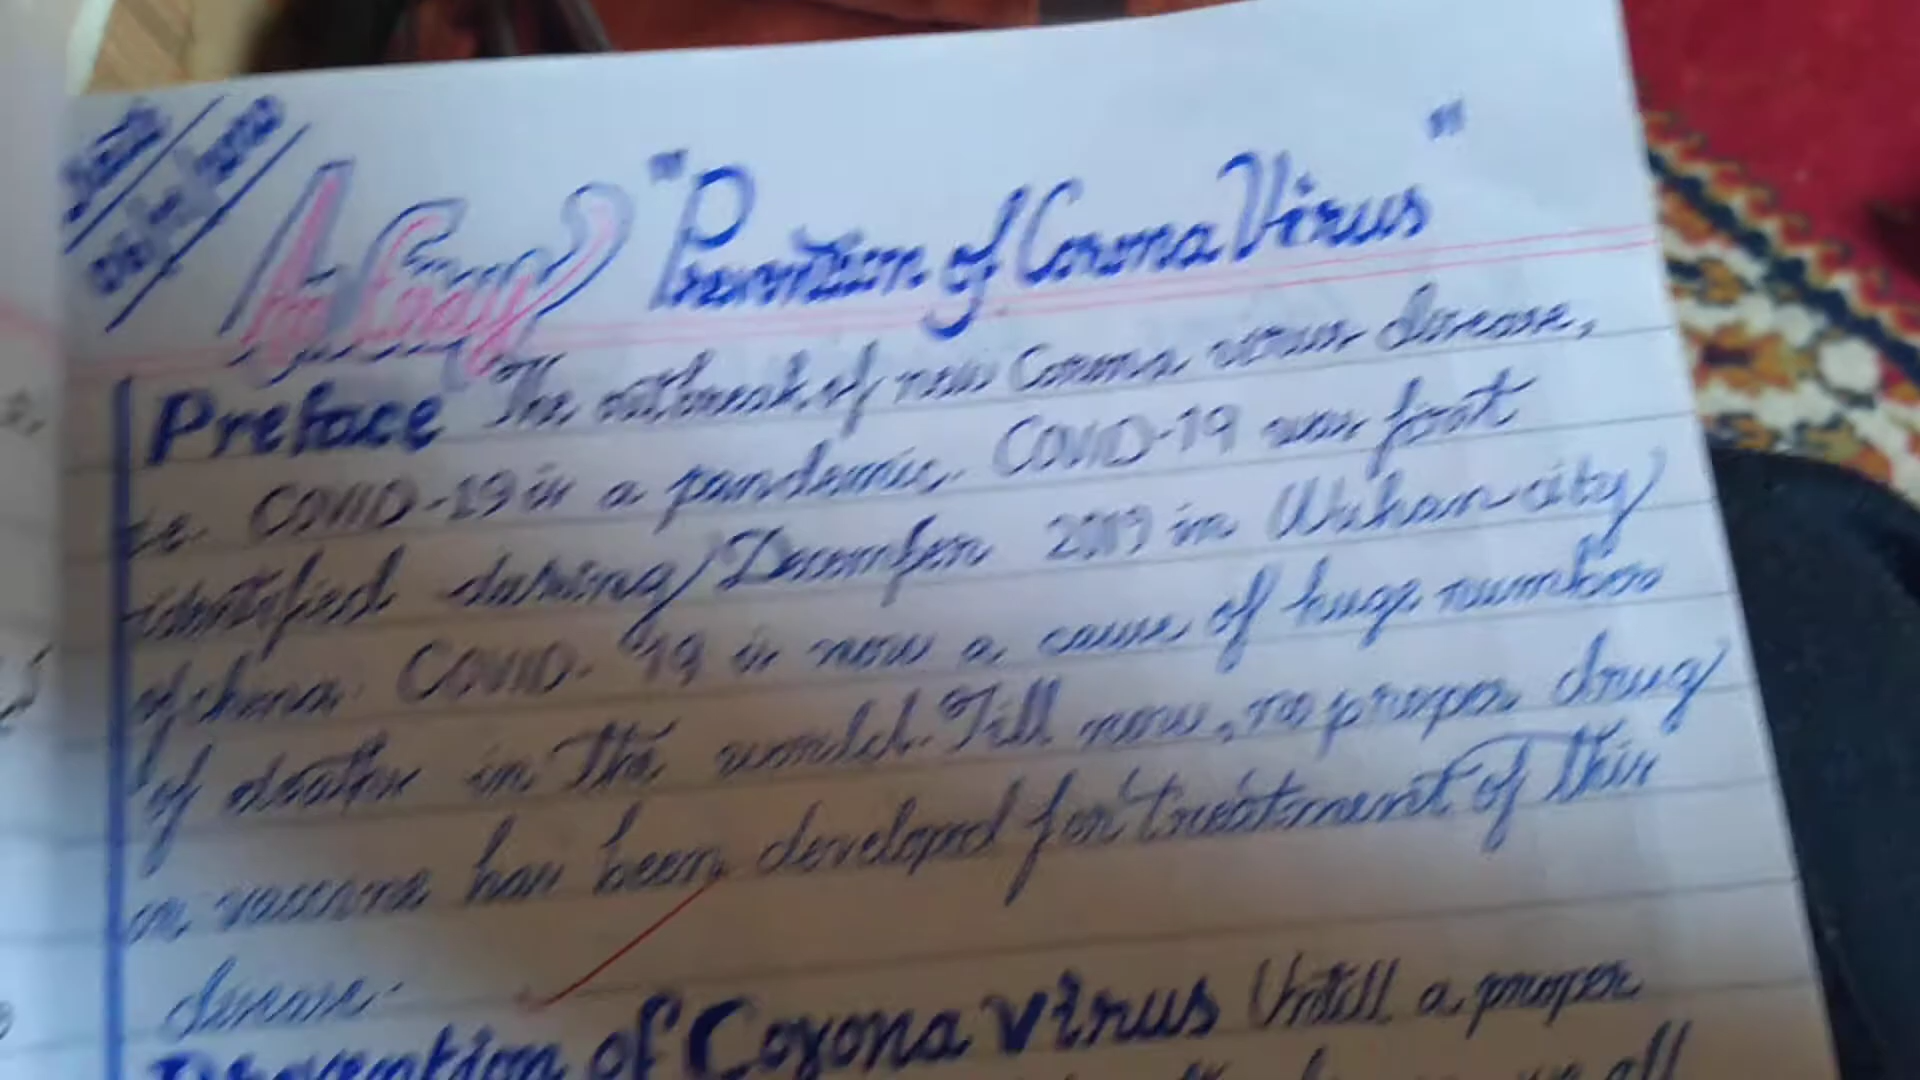 An Essay "Prevention of Corona Virus"
Preface The outbreak of new Corona virus disease,
i.e. COVID-19 is a pandemic. COVID-19 was first
identified during December 2019 in Wuhan city
of china. COVID-19 is now a cause of huge number
of deaths in the world. Till now, no proper drug
or vaccine has been developed for treatment of this
disease.
Prevention of Corona virus Untill a proper
all